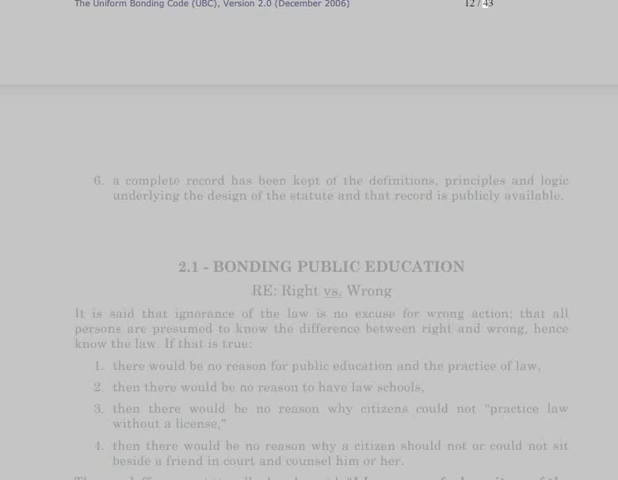 The Uniform Bonding Code (UBC), Version 2.0 (December 2006) 12 / 43
6. a complete record has been kept of the definitions, principles and logic
underlying the design of the statute and that record is publicly available.
2.1 - BONDING PUBLIC EDUCATION
RE: Right vs. Wrong
It is said that ignorance of the law is no excuse for wrong action; that all
persons are presumed to know the difference between right and wrong, hence
know the law. If that is true:
1. there would be no reason for public education and the practice of law,
2. then there would be no reason to have law schools,
3. then there would be no reason why citizens could not "practice law
without a license,"
4. then there would be no reason why a citizen should not or could not sit
beside a friend in court and counsel him or her.